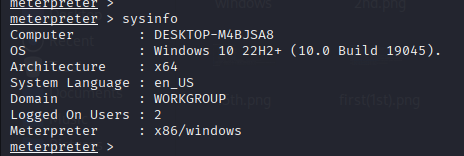 meterpreter >
meterpreter > sysinfo
Computer        : DESKTOP-M4BJSA8
OS              : Windows 10 22H2+ (10.0 Build 19045).
Architecture    : x64
System Language : en_US
Domain          : WORKGROUP
Logged On Users : 2
Meterpreter     : x86/windows
meterpreter >